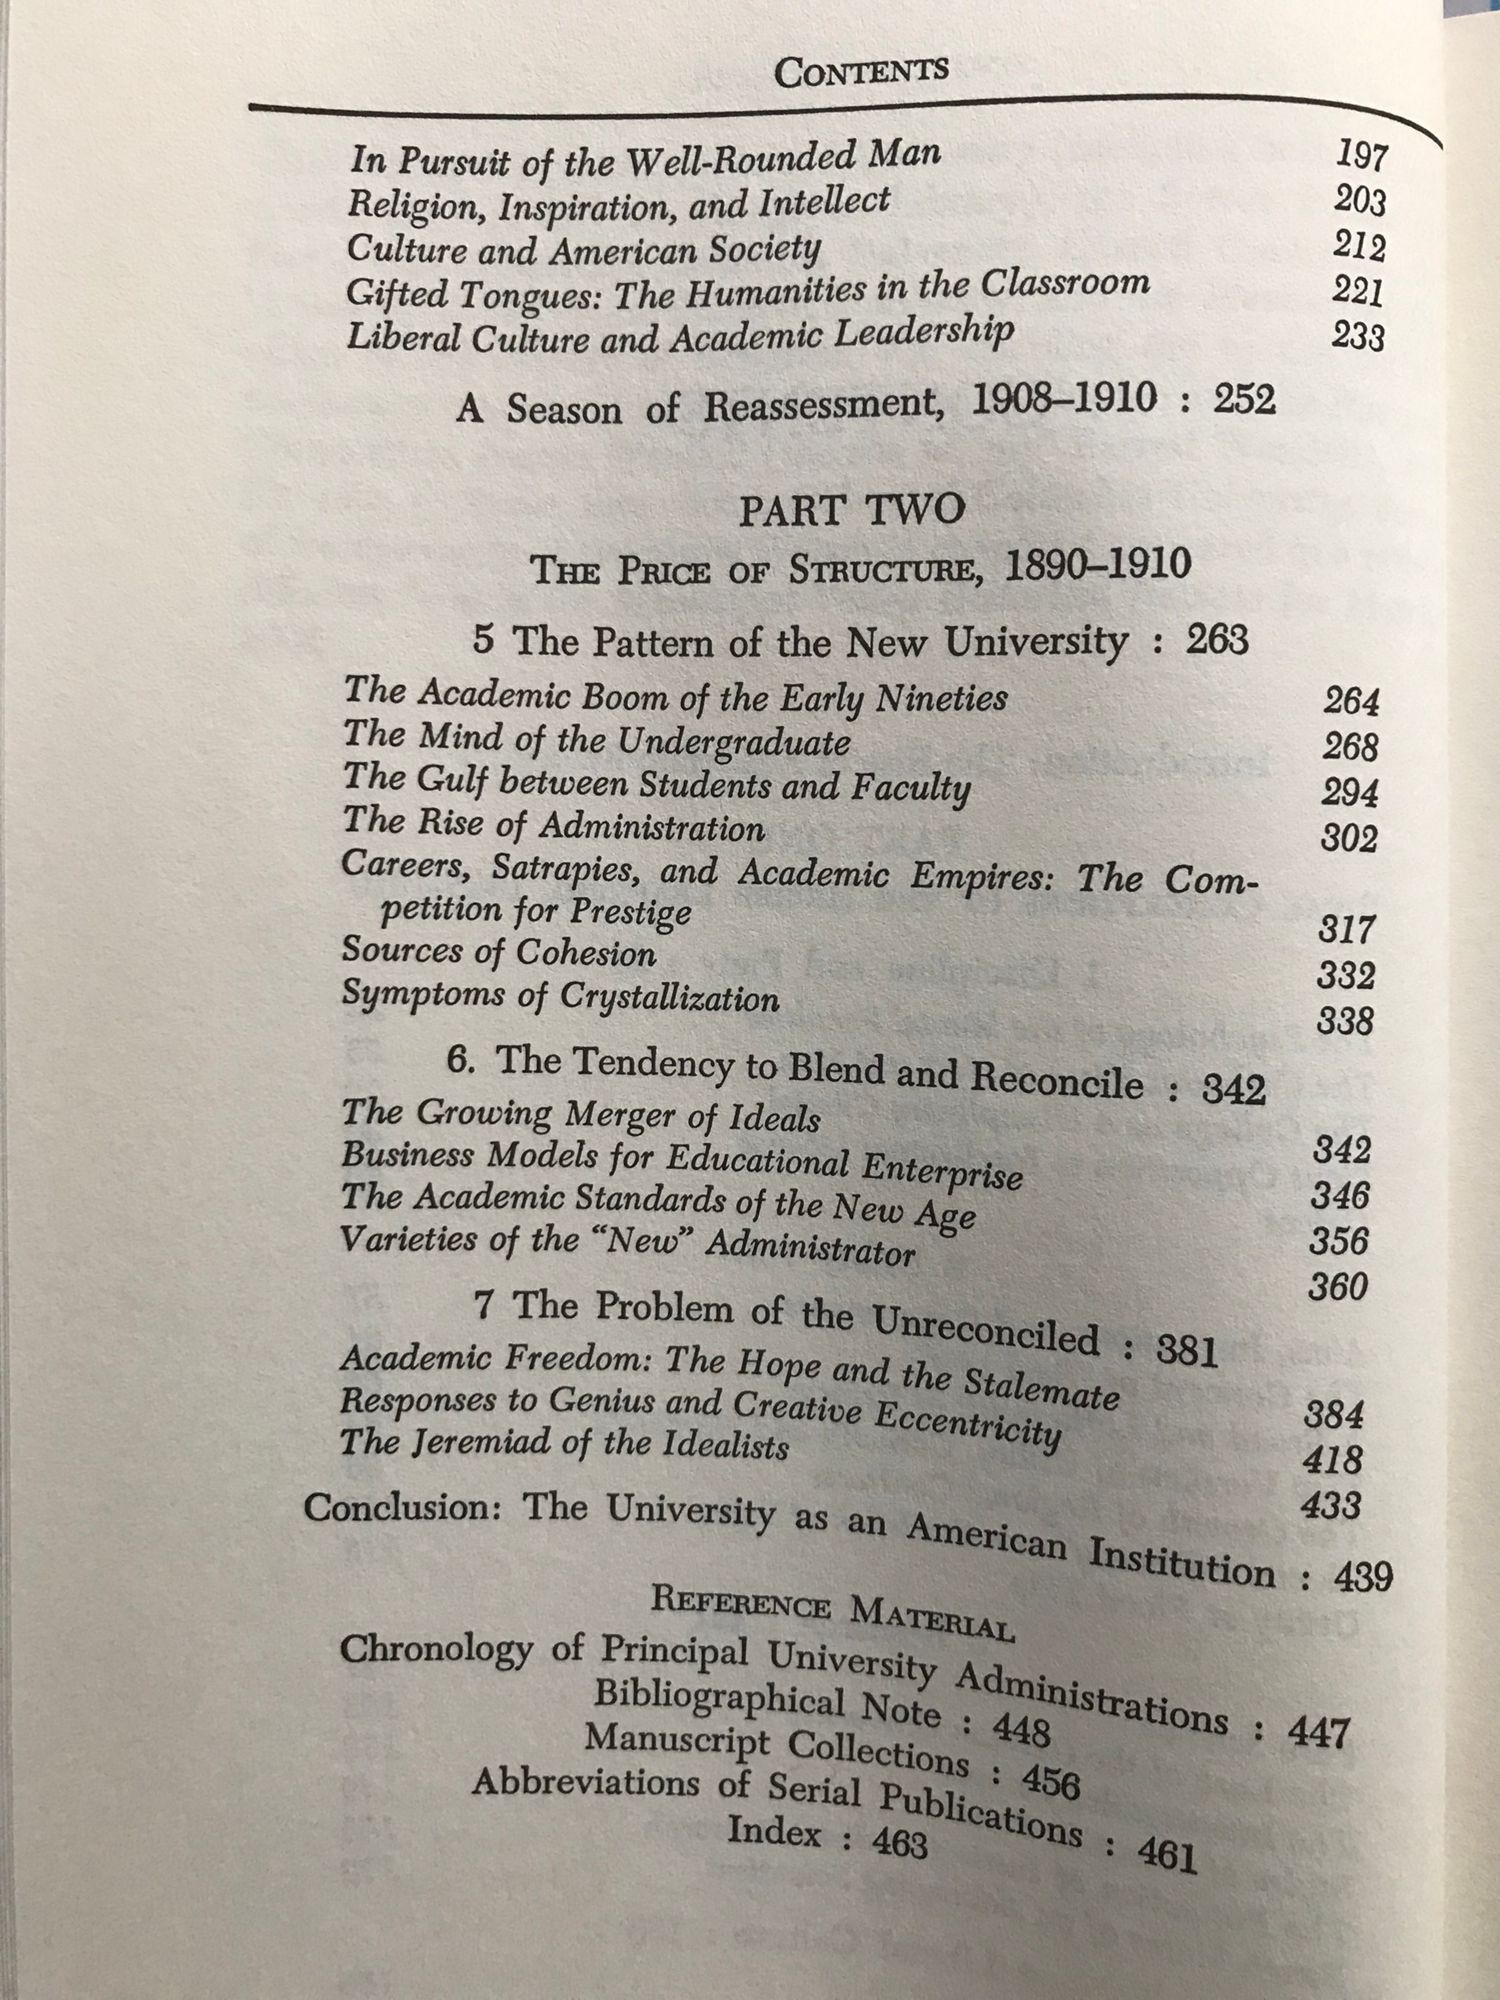 CONTENTS
In Pursuit of the Well-Rounded Man 197
Religion, Inspiration, and Intellect 203
Culture and American Society 212
Gifted Tongues: The Humanities in the Classroom 221
Liberal Culture and Academic Leadership 233
A Season of Reassessment, 1908–1910 : 252
PART TWO
THE PRICE OF STRUCTURE, 1890–1910
5 The Pattern of the New University : 263
The Academic Boom of the Early Nineties 264
The Mind of the Undergraduate 268
The Gulf between Students and Faculty 294
The Rise of Administration 302
Careers, Satrapies, and Academic Empires: The Com-
petition for Prestige 317
Sources of Cohesion 332
Symptoms of Crystallization 338
6. The Tendency to Blend and Reconcile : 342
The Growing Merger of Ideals 342
Business Models for Educational Enterprise 346
The Academic Standards of the New Age 356
Varieties of the “New” Administrator 360
7 The Problem of the Unreconciled : 381
Academic Freedom: The Hope and the Stalemate 384
Responses to Genius and Creative Eccentricity 418
The Jeremiad of the Idealists 433
Conclusion: The University as an American Institution : 439
REFERENCE MATERIAL
Chronology of Principal University Administrations : 447
Bibliographical Note : 448
Manuscript Collections : 456
Abbreviations of Serial Publications : 461
Index : 463